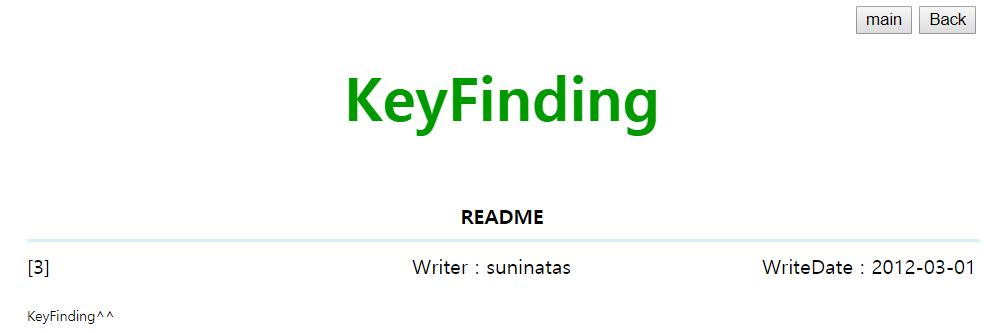 main Back
KeyFinding
README
[3] Writer : suninatas WriteDate : 2012-03-01
KeyFinding^^